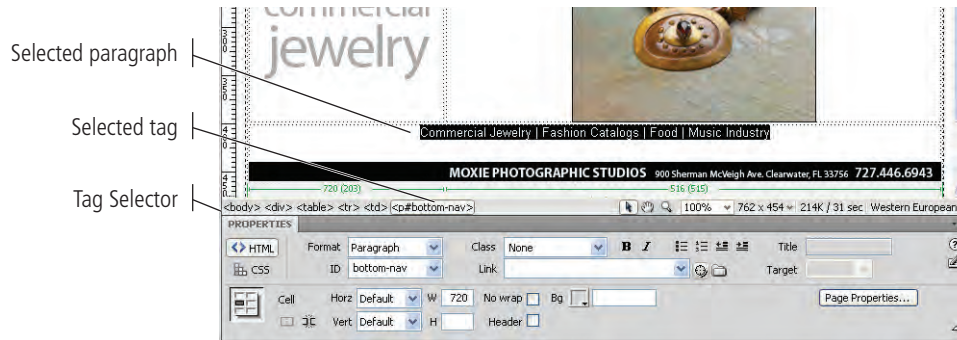 commercial
jewelry
Selected paragraph
Selected tag
Tag Selector
Commercial Jewelry | Fashion Catalogs | Food | Music Industry
MOXIE PHOTOGRAPHIC STUDIOS 900 Sherman McVeigh Ave. Clearwater, FL 33756 727.446.6943
720 (203) 516 (515)
<body> <div> <table> <tr> <td> <p#bottom-nav> 100% 762 x 454 214K / 31 sec Western European
PROPERTIES
<> HTML Format Paragraph Class None B I Title
CSS ID bottom-nav Link Target
Cell Horz Default W 720 No wrap Bg Page Properties...
Vert Default H Header